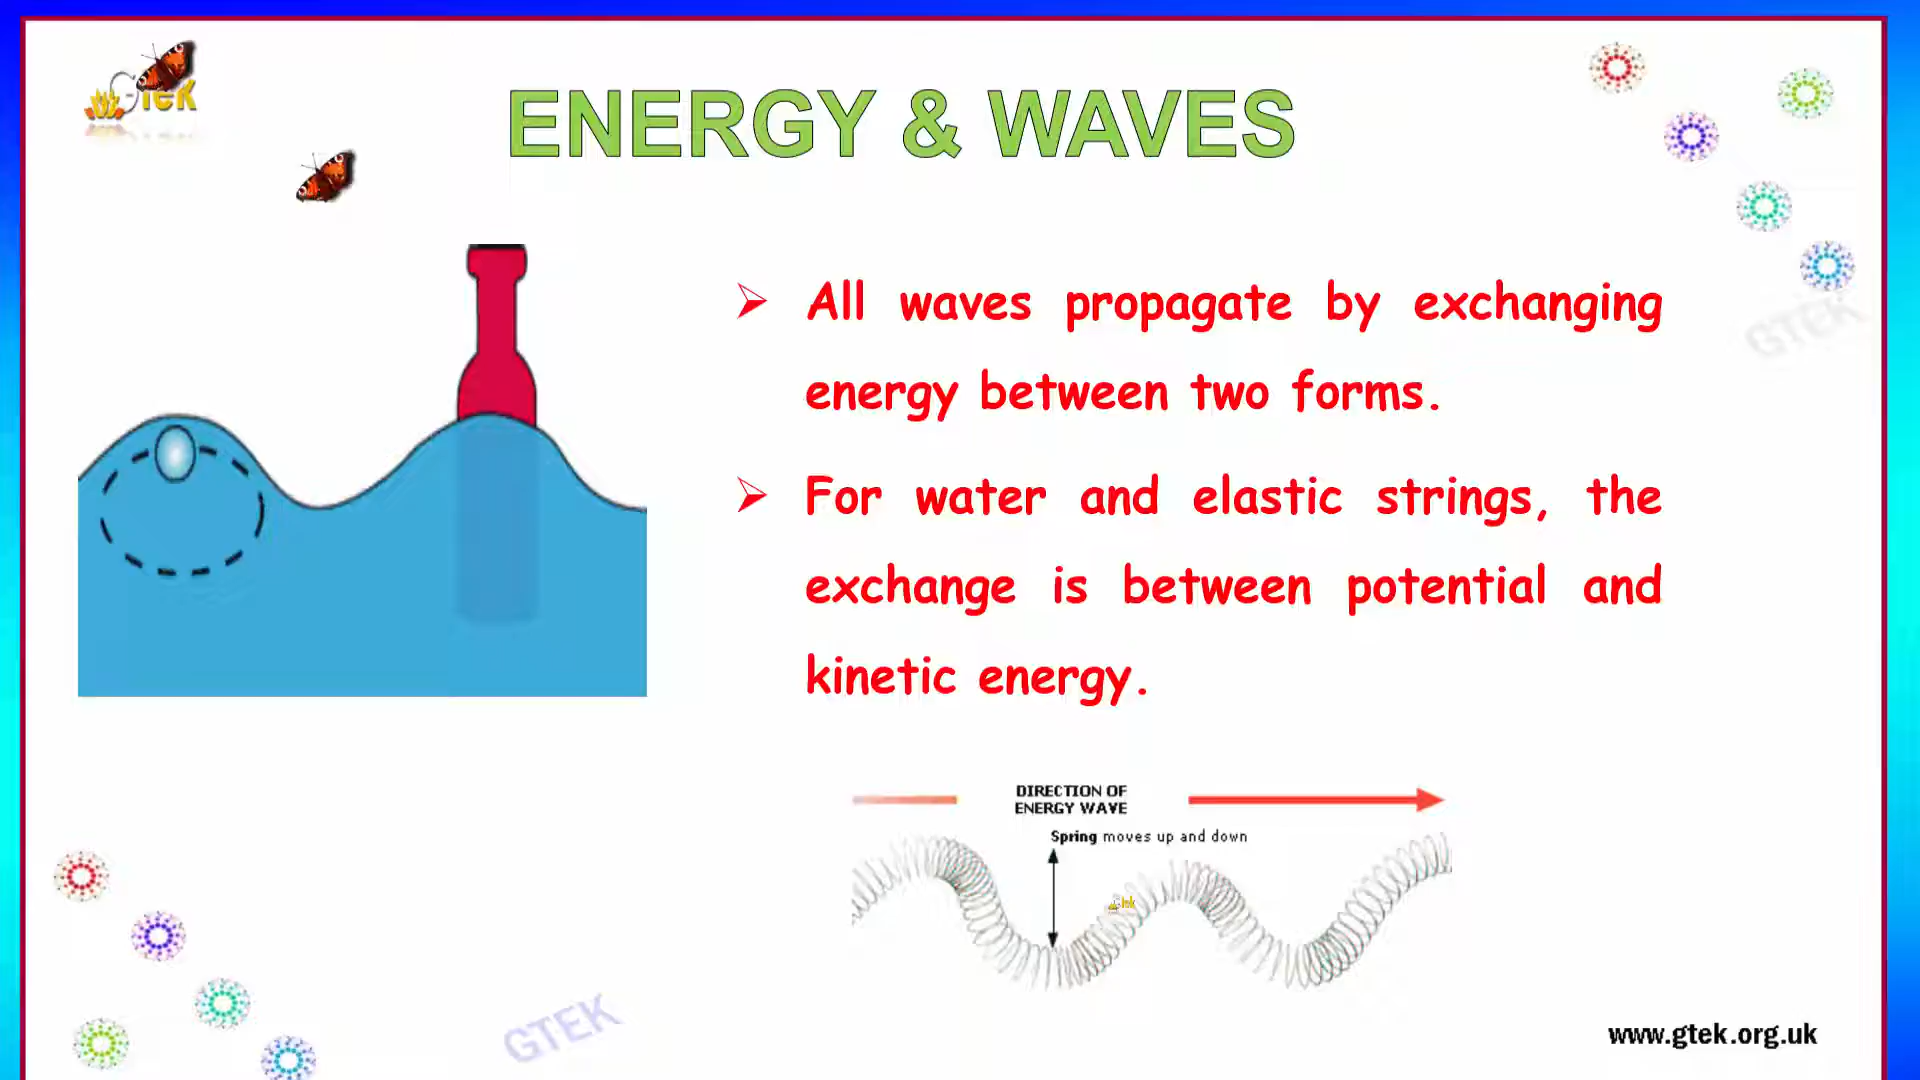 Gtek
ENERGY & WAVES
GTEK
➢ All waves propagate by exchanging
energy between two forms.
➢ For water and elastic strings, the
exchange is between potential and
kinetic energy.
DIRECTION OF
ENERGY WAVE
Spring moves up and down
Gtek
GTEK
www.gtek.org.uk